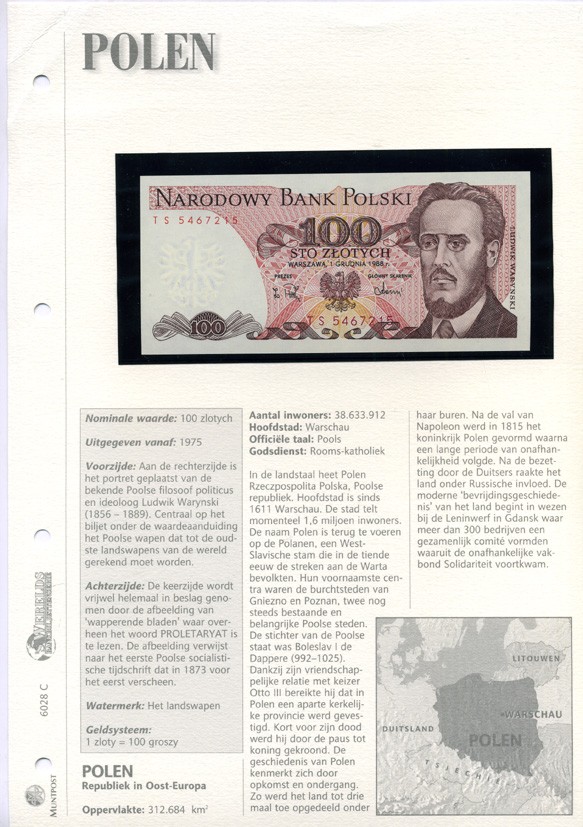 POLEN
NARODOWY BANK POLSKI
TS 5467215
100
STO ZŁOTYCH
WARSZAWA, 1 GRUDNIA 1988 r.
PREZES
GŁÓWNY SKARBNIK
TS 5467215
100
LUDWIK WARYŃSKI
Nominale waarde: 100 zlotych
Uitgegeven vanaf: 1975
Voorzijde: Aan de rechterzijde is
het portret geplaatst van de
bekende Poolse filosoof politicus
en ideoloog Ludwik Warynski
(1856 – 1889). Centraal op het
biljet onder de waardeaanduiding
het Poolse wapen dat tot de oud-
ste landswapens van de wereld
gerekend moet worden.
Achterzijde: De keerzijde wordt
vrijwel helemaal in beslag geno-
men door de afbeelding van
'wapperende bladen' waar over-
heen het woord PROLETARYAT is
te lezen. De afbeelding verwijst
naar het eerste Poolse socialisti-
sche tijdschrift dat in 1873 voor
het eerst verscheen.
Watermerk: Het landswapen
Geldsysteem:
1 zloty = 100 groszy
POLEN
Republiek in Oost-Europa
Oppervlakte: 312.684 km²
Aantal inwoners: 38.633.912
Hoofdstad: Warschau
Officiële taal: Pools
Godsdienst: Rooms-katholiek
In de landstaal heet Polen
Rzeczpospolita Polska, Poolse
republiek. Hoofdstad is sinds
1611 Warschau. De stad telt
momenteel 1,6 miljoen inwoners.
De naam Polen is terug te voeren
op de Polanen, een West-
Slavische stam die in de tiende
eeuw de streken aan de Warta
bevolkten. Hun voornaamste cen-
tra waren de burchtsteden van
Gniezno en Poznan, twee nog
steeds bestaande en
belangrijke Poolse steden.
De stichter van de Poolse
staat was Boleslav I de
Dappere (992–1025).
Dankzij zijn vriendschap-
pelijke relatie met keizer
Otto III bereikte hij dat in
Polen een aparte kerkelij-
ke provincie werd geves-
tigd. Kort voor zijn dood
werd hij door de paus tot
koning gekroond. De
geschiedenis van Polen
kenmerkt zich door
opkomst en ondergang.
Zo werd het land tot drie
maal toe opgedeeld onder
haar buren. Na de val van
Napoleon werd in 1815 het
koninkrijk Polen gevormd waarna
een lange periode van onafhan-
kelijkheid volgde. Na de bezet-
ting door de Duitsers raakte het
land onder Russische invloed. De
moderne 'bevrijdingsgeschiede-
nis' van het land begint in wezen
bij de Leninwerf in Gdansk waar
meer dan 300 bedrijven een
gezamenlijk comité vormden
waaruit de onafhankelijke vak-
bond Solidariteit voortkwam.
LITOUWEN
WARSCHAU
DUITSLAND
POLEN
TSLECHIË
6028 C
MUNTPOST